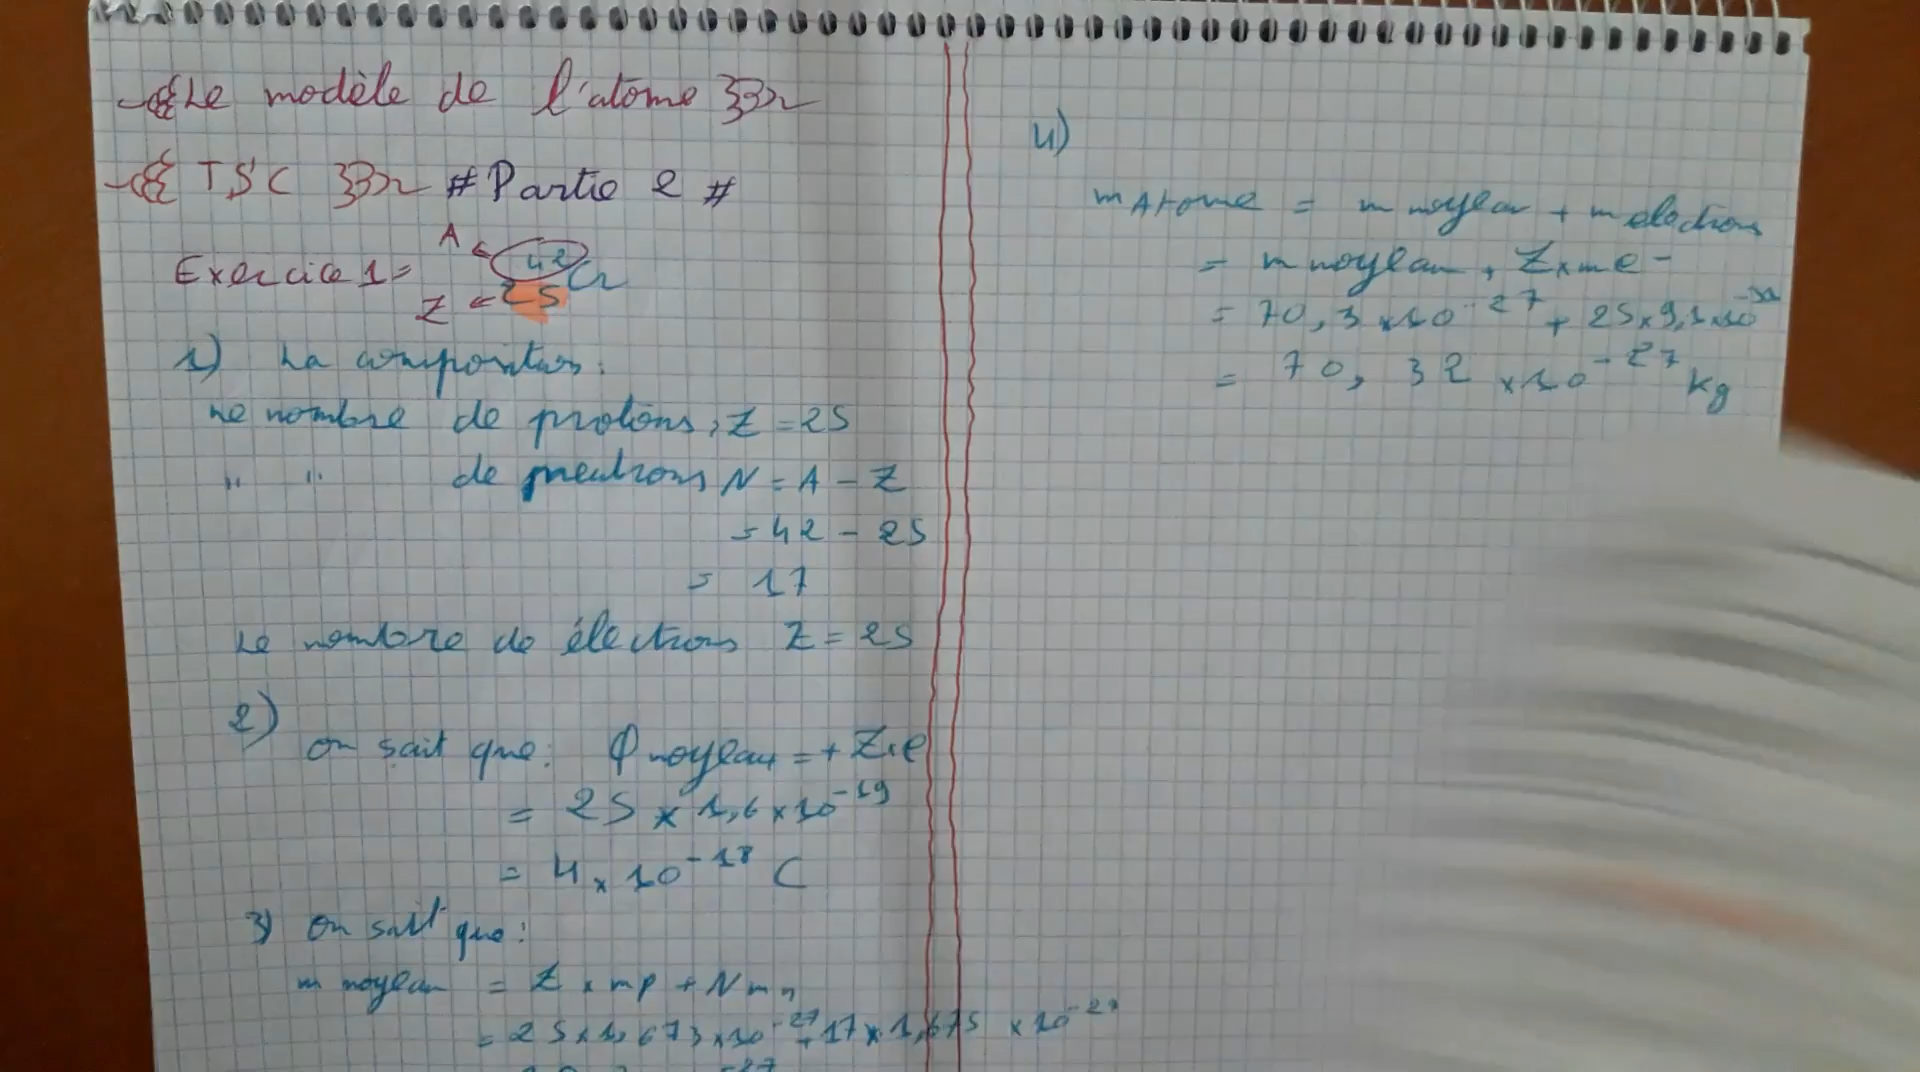 Le modèle de l'atome
TSC # Partie 2 #
Exercice 1 = A ← 42 Cr
Z ← 25
1) La composition :
Le nombre de protons, Z = 25
" " de neutrons N = A - Z
= 42 - 25
= 17
Le nombre de électrons Z = 25
2)
on sait que : Q noyau = + Z.e
= 25 × 1,6 × 10⁻¹⁹
= 4 × 10⁻¹⁸ C
3) on sait que :
m noyau = Z × mp + N mn
= 25 × 1,673 × 10⁻²⁷ + 17 × 1,675 × 10⁻²⁷
4)
m Atome = m noyau + m electrons
= m noyau + Z × m e-
= 70,3 × 10⁻²⁷ + 25 × 9,1 × 10⁻³¹
= 70,32 × 10⁻²⁷ kg